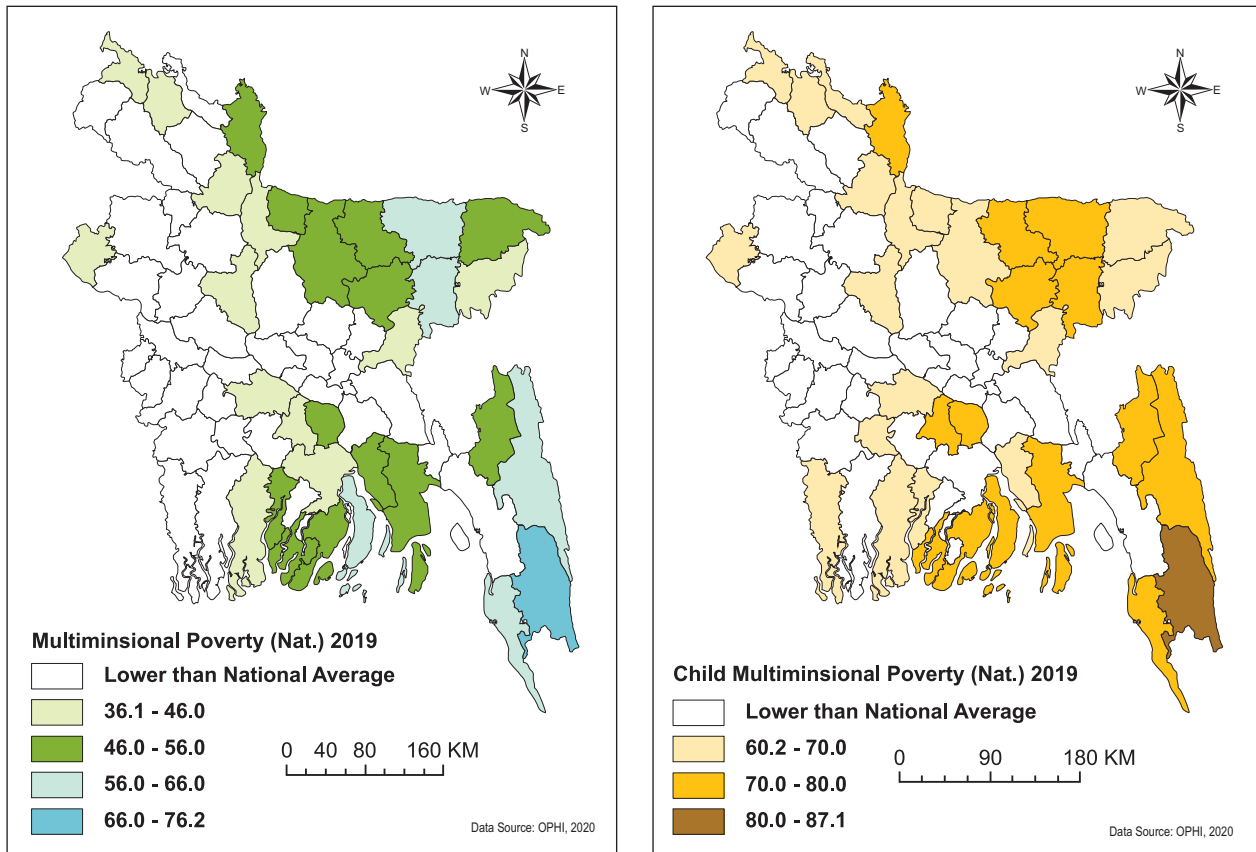 N
W E
S
Multiminsional Poverty (Nat.) 2019
Lower than National Average
36.1 - 46.0
46.0 - 56.0
56.0 - 66.0
66.0 - 76.2
0 40 80 160 KM
Data Source: OPHI, 2020
N
W E
S
Child Multiminsional Poverty (Nat.) 2019
Lower than National Average
60.2 - 70.0
70.0 - 80.0
80.0 - 87.1
0 90 180 KM
Data Source: OPHI, 2020